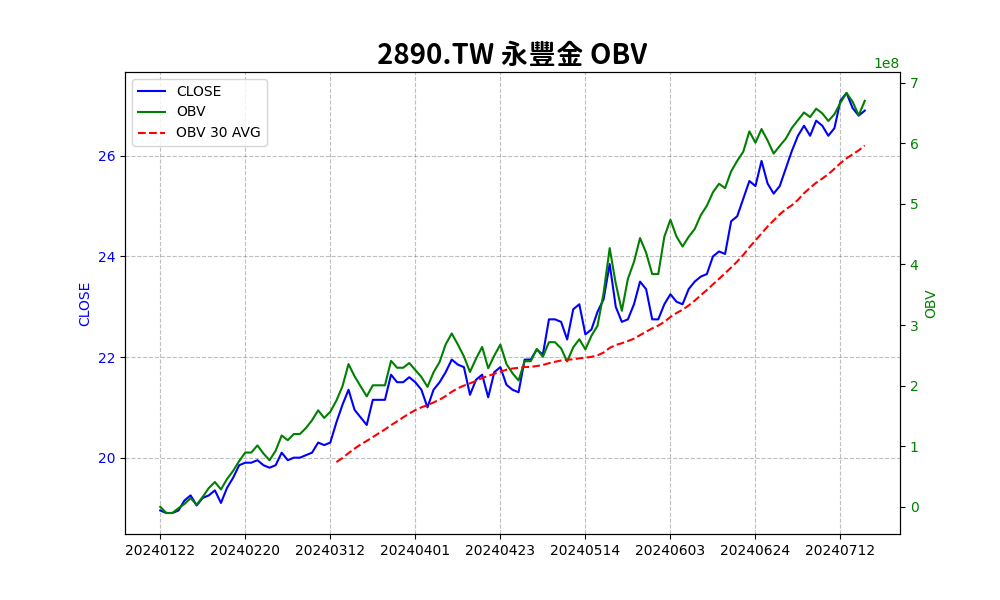 2890.TW 永豐金 OBV
1e8
CLOSE
OBV
OBV 30 AVG
7
26
6
5
24
4
CLOSE
OBV
3
22
2
20
1
0
20240122 20240220 20240312 20240401 20240423 20240514 20240603 20240624 20240712